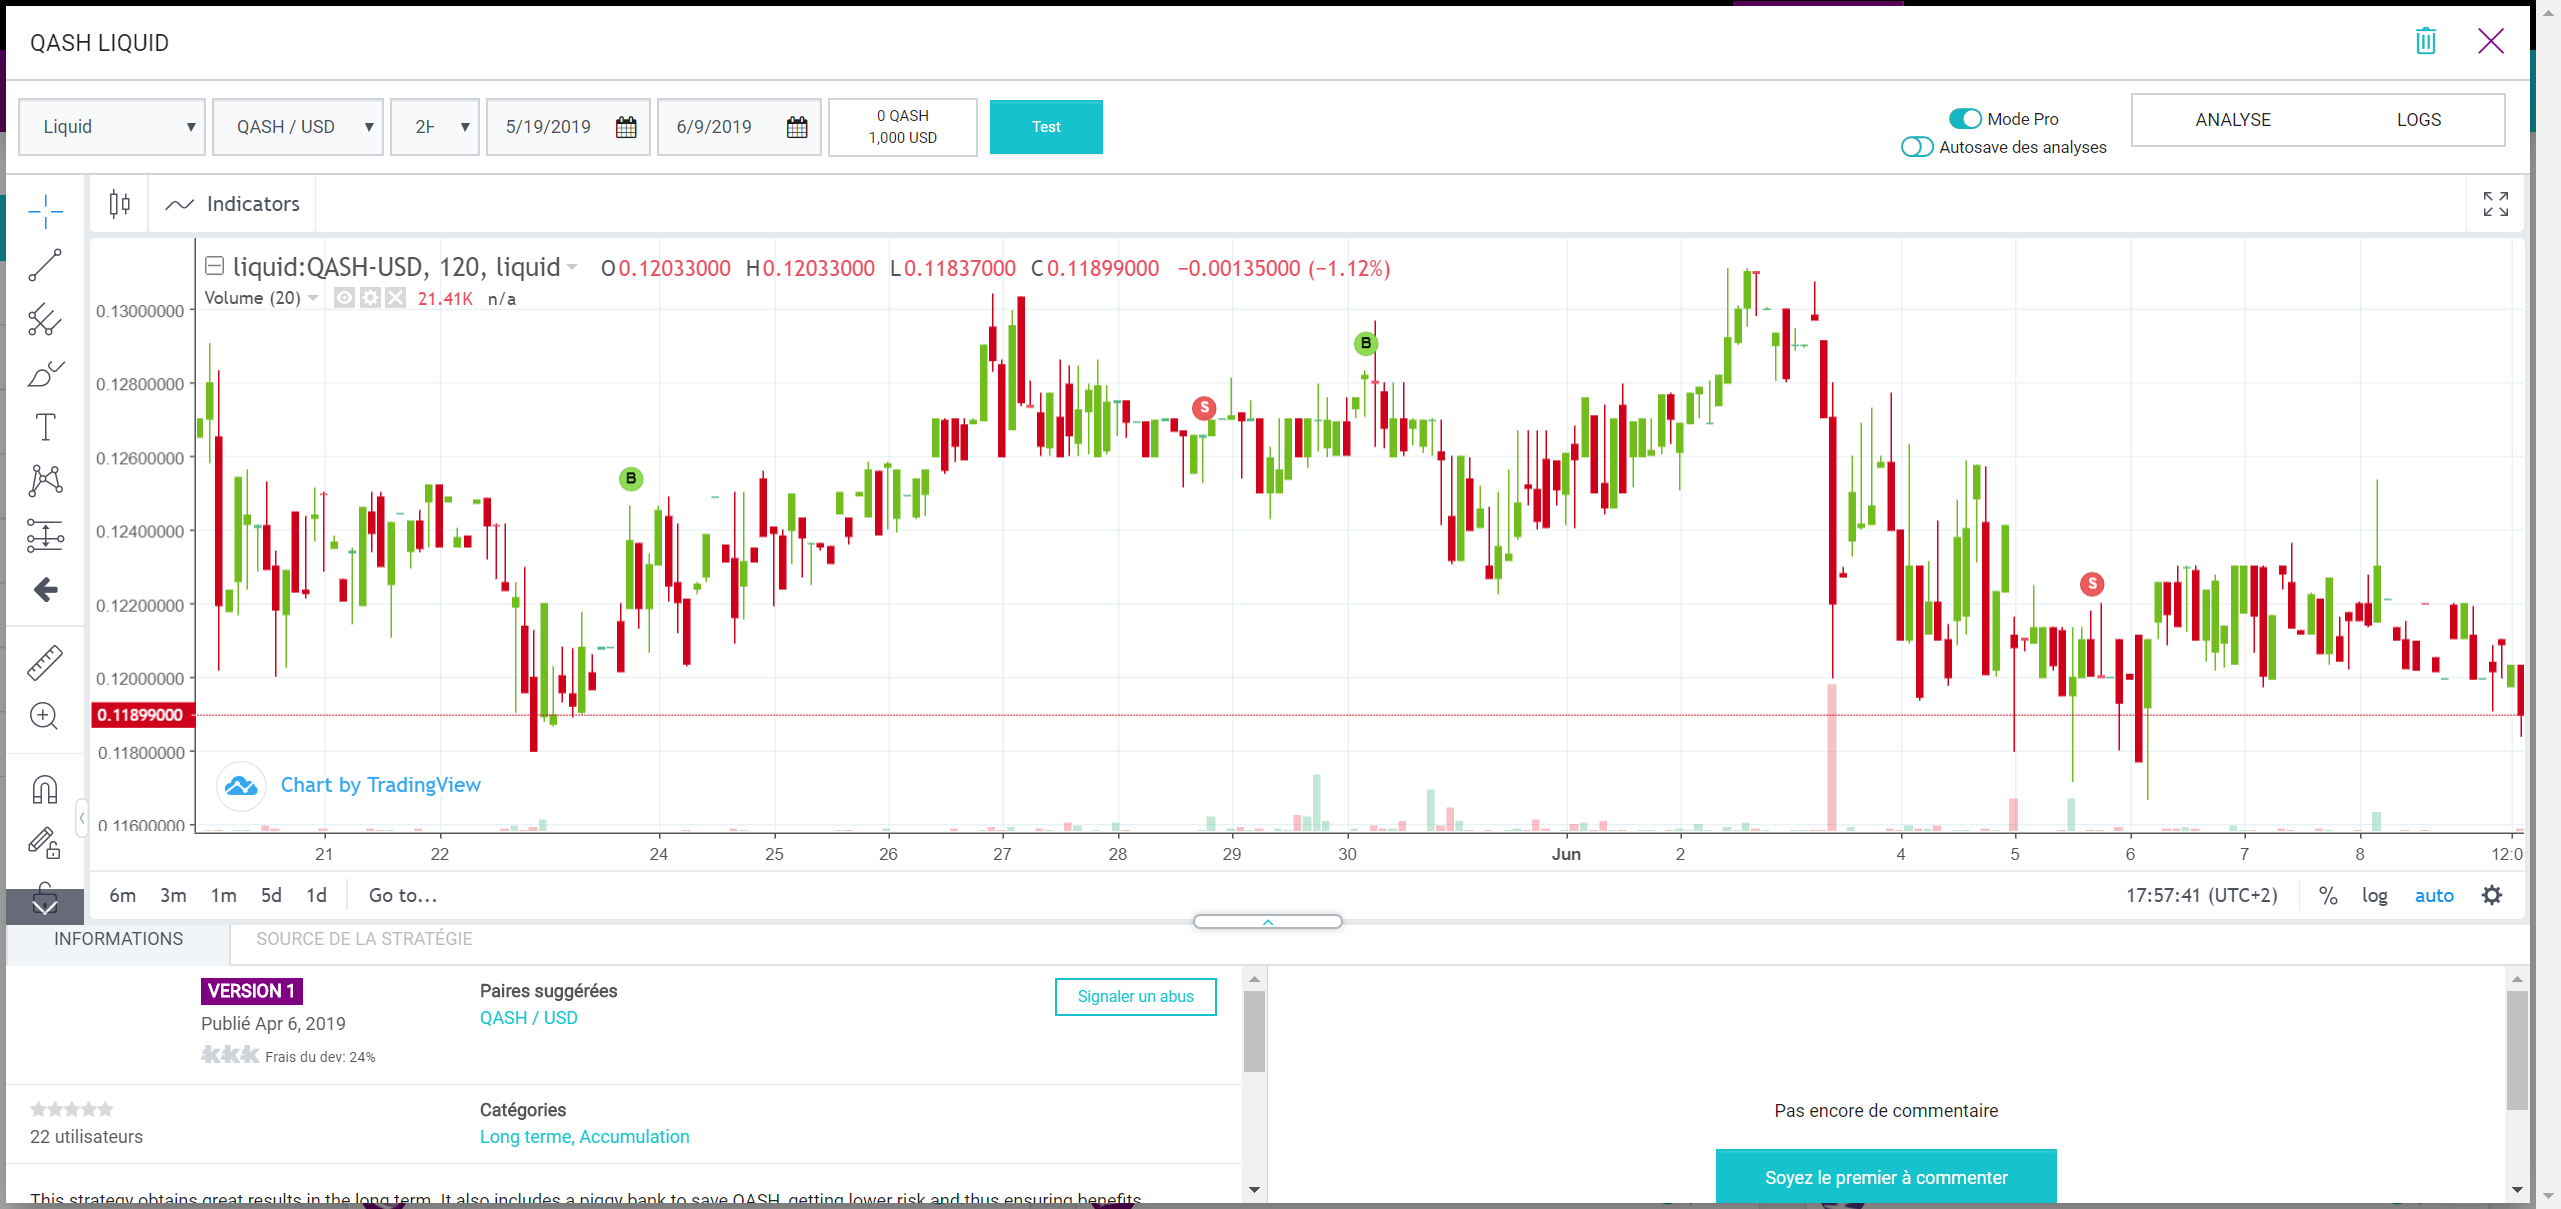 QASH LIQUID
Liquid
QASH / USD
5/19/2019
6/9/2019
0 QASH
1,000 USD
Test
Mode Pro
Autosave des analyses
ANALYSE
LOGS
Indicators
liquid:QASH-USD, 120, liquid O 0.12033000 H 0.12033000 L 0.11837000 C 0.11899000 −0.00135000 (−1.12%)
Volume (20) 21.41K n/a
0.13000000
0.12800000
0.12600000
0.12400000
0.12200000
0.12000000
0.11899000
0.11800000
0.11600000
B
S
B
S
Chart by TradingView
21 22 24 25 26 27 28 29 30 Jun 2 4 5 6 7 8 12:0
6m 3m 1m 5d 1d Go to...
17:57:41 (UTC+2) % log auto
INFORMATIONS
SOURCE DE LA STRATÉGIE
VERSION 1
Publié Apr 6, 2019
Frais du dev: 24%
Paires suggérées
QASH / USD
Signaler un abus
22 utilisateurs
Catégories
Long terme, Accumulation
This strategy obtains great results in the long term. It also includes a piggy bank to save QASH, getting lower risk and thus ensuring benefits
Pas encore de commentaire
Soyez le premier à commenter